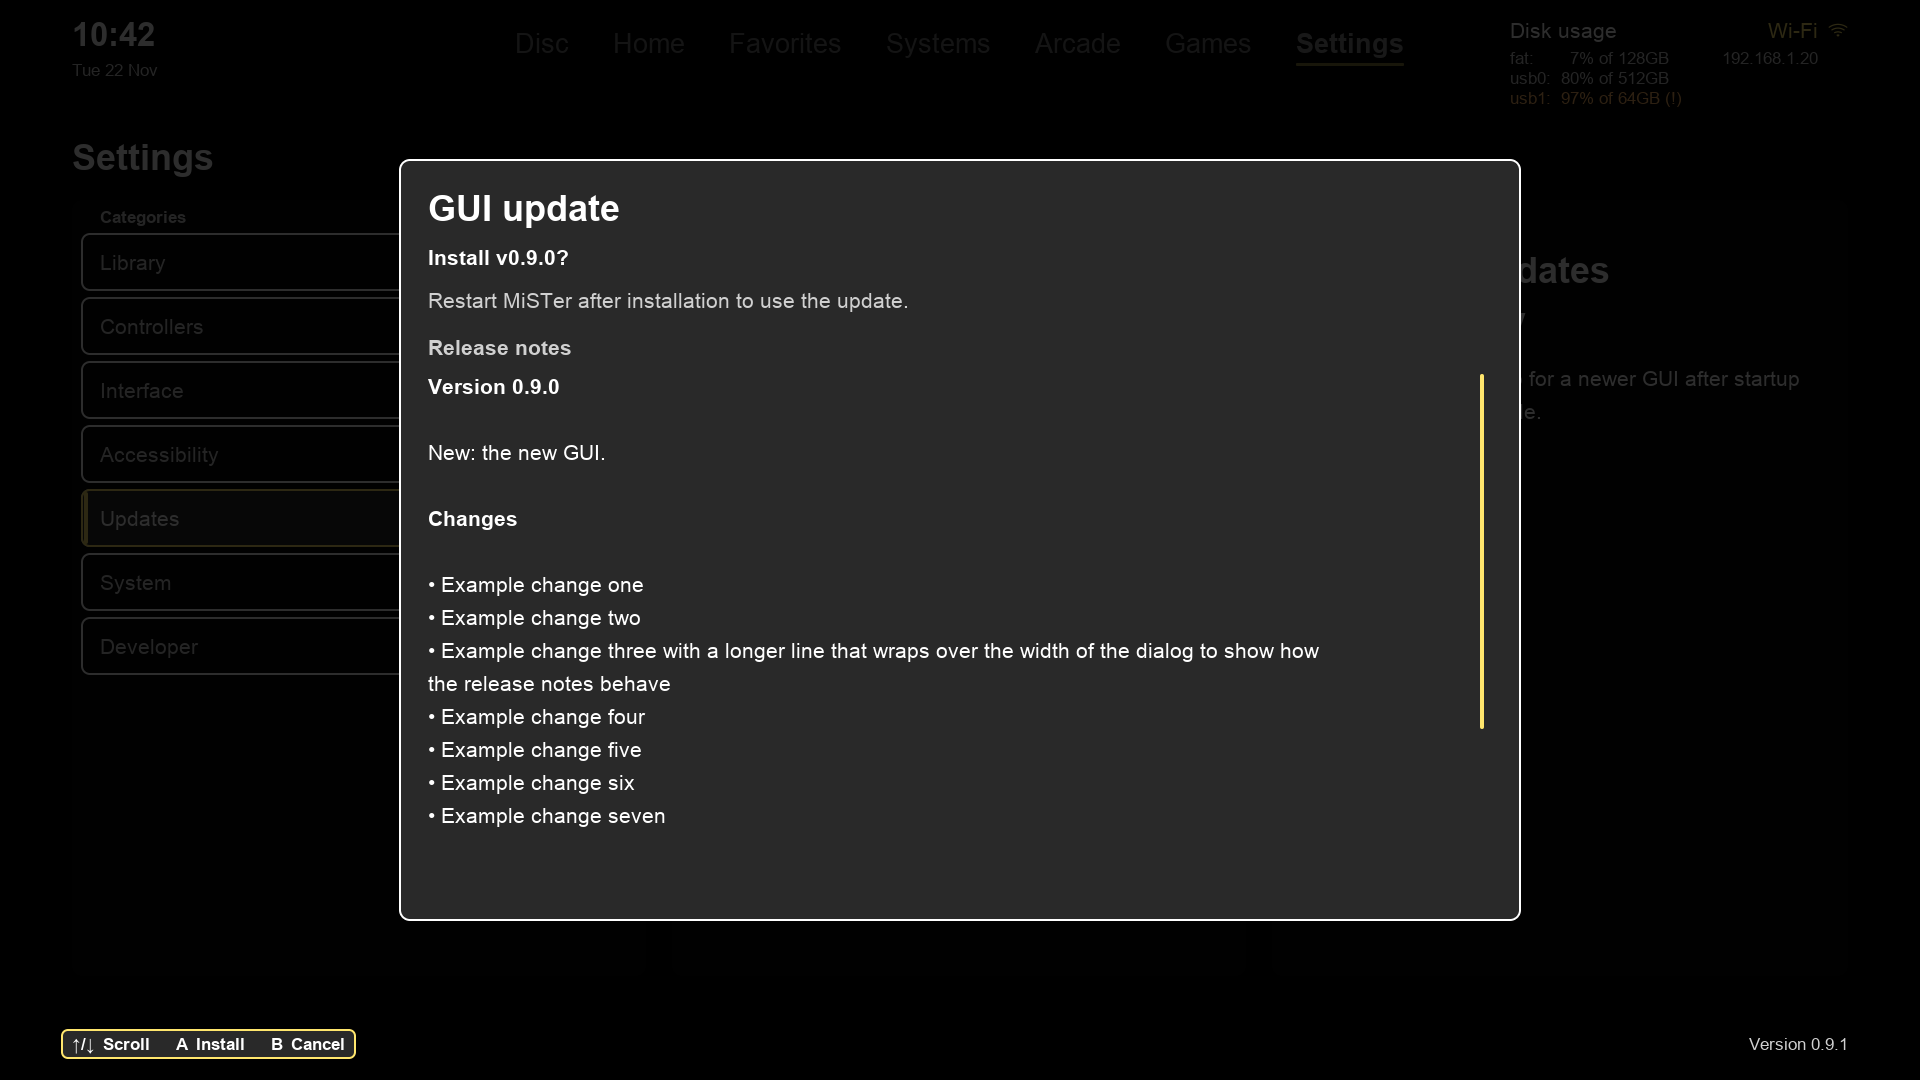 10:42
Tue 22 Nov
Disc Home Favorites Systems Arcade Games Settings
Disk usage
fat: 7% of 128GB
usb0: 80% of 512GB
usb1: 97% of 64GB (!)
Wi-Fi
192.168.1.20
Settings
Categories
Library
Controllers
Interface
Accessibility
Updates
System
Developer
GUI update
Install v0.9.0?
Restart MiSTer after installation to use the update.
Release notes
Version 0.9.0
New: the new GUI.
Changes
• Example change one
• Example change two
• Example change three with a longer line that wraps over the width of the dialog to show how
the release notes behave
• Example change four
• Example change five
• Example change six
• Example change seven
for a newer GUI after startup
↑/↓ Scroll A Install B Cancel
Version 0.9.1